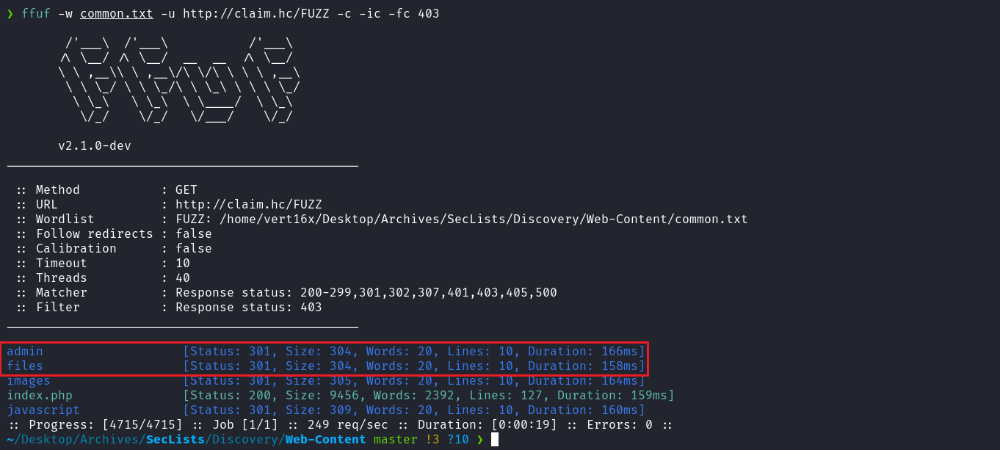 ❯ ffuf -w common.txt -u http://claim.hc/FUZZ -c -ic -fc 403
        /'___\  /'___\           /'___\
       /\ \__/ /\ \__/  __  __  /\ \__/
       \ \ ,__\\ \ ,__\/\ \/\ \ \ \ ,__\
        \ \ \_/ \ \ \_/\ \ \_\ \ \ \ \_/
         \ \_\   \ \_\  \ \____/  \ \_\
          \/_/    \/_/   \/___/    \/_/
       v2.1.0-dev
________________________________________________
 :: Method           : GET
 :: URL              : http://claim.hc/FUZZ
 :: Wordlist         : FUZZ: /home/vert16x/Desktop/Archives/SecLists/Discovery/Web-Content/common.txt
 :: Follow redirects : false
 :: Calibration      : false
 :: Timeout          : 10
 :: Threads          : 40
 :: Matcher          : Response status: 200-299,301,302,307,401,403,405,500
 :: Filter           : Response status: 403
________________________________________________
admin                   [Status: 301, Size: 304, Words: 20, Lines: 10, Duration: 166ms]
files                   [Status: 301, Size: 304, Words: 20, Lines: 10, Duration: 158ms]
images                  [Status: 301, Size: 305, Words: 20, Lines: 10, Duration: 164ms]
index.php               [Status: 200, Size: 9456, Words: 2392, Lines: 127, Duration: 159ms]
javascript              [Status: 301, Size: 309, Words: 20, Lines: 10, Duration: 160ms]
:: Progress: [4715/4715] :: Job [1/1] :: 249 req/sec :: Duration: [0:00:19] :: Errors: 0 ::
~/Desktop/Archives/SecLists/Discovery/Web-Content master !3 ?10 ❯